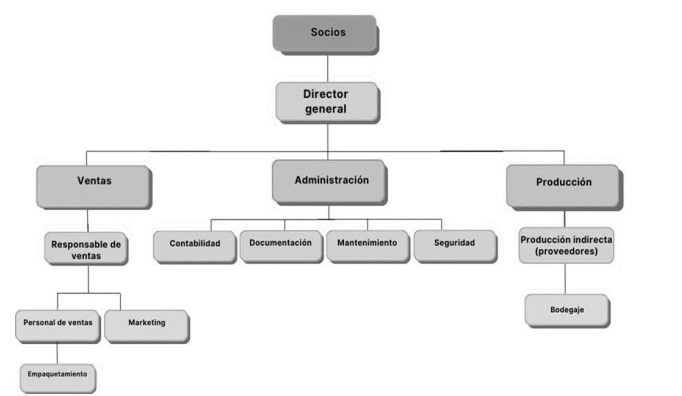 Socios
Director
general
Ventas
Administración
Producción
Responsable de
ventas
Contabilidad
Documentación
Mantenimiento
Seguridad
Producción indirecta
(proveedores)
Personal de ventas
Marketing
Bodegaje
Empaquetamiento